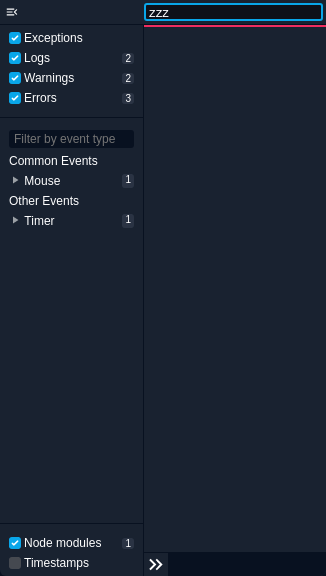 zzz
Exceptions
Logs 2
Warnings 2
Errors 3
Filter by event type
Common Events
Mouse 1
Other Events
Timer 1
Node modules 1
Timestamps